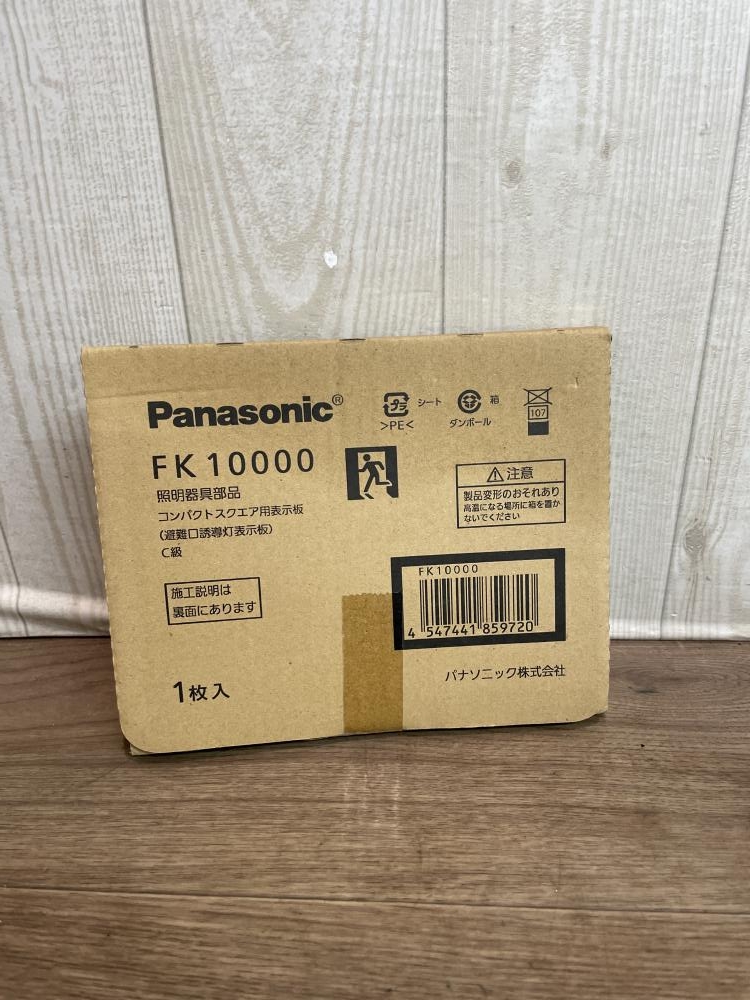 Panasonic®
プラ
シート
>PE<
箱
ダンボール
107
FK10000
照明器具部品
コンパクトスクエア用表示板
(避難口誘導灯表示板)
C級
⚠注意
製品変形のおそれあり
高温になる場所に箱を置か
ないでください
施工説明は
裏面にあります
FK10000
4 547441 859720
1枚入
パナソニック株式会社